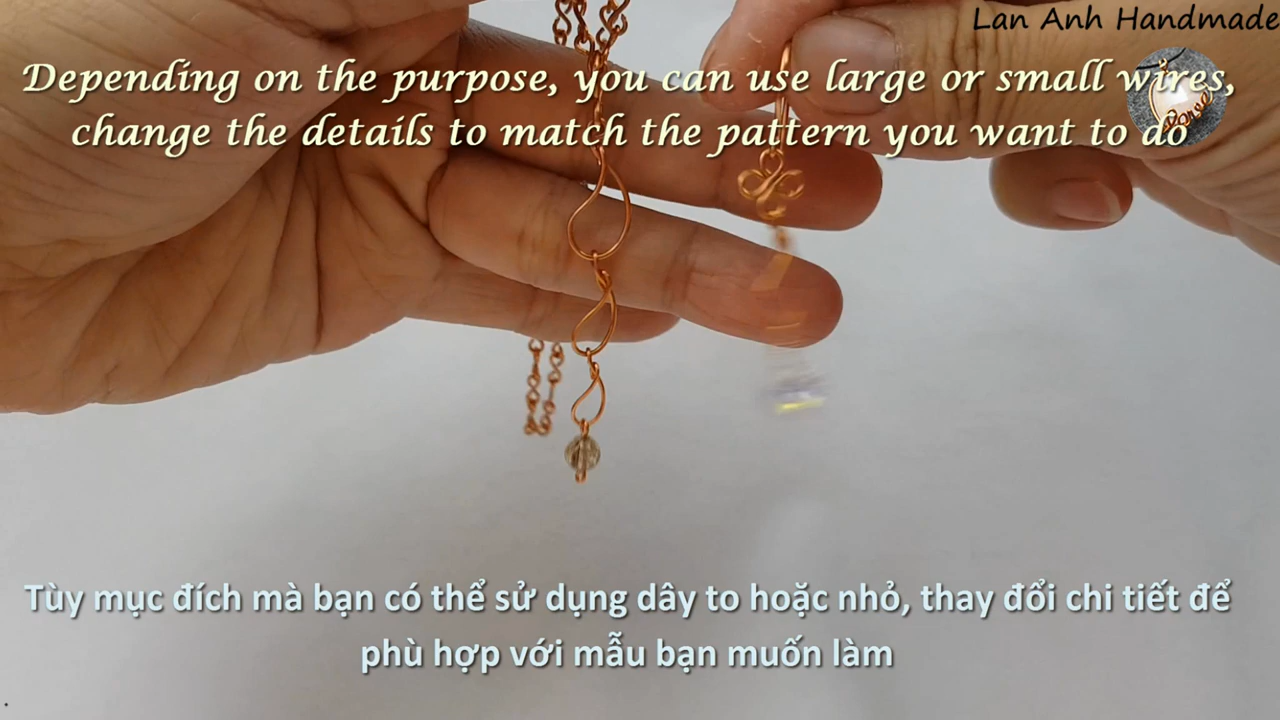 Lan Anh Handmade
Depending on the purpose, you can use large or small wires,
change the details to match the pattern you want to do
Tùy mục đích mà bạn có thể sử dụng dây to hoặc nhỏ, thay đổi chi tiết để
phù hợp với mẫu bạn muốn làm